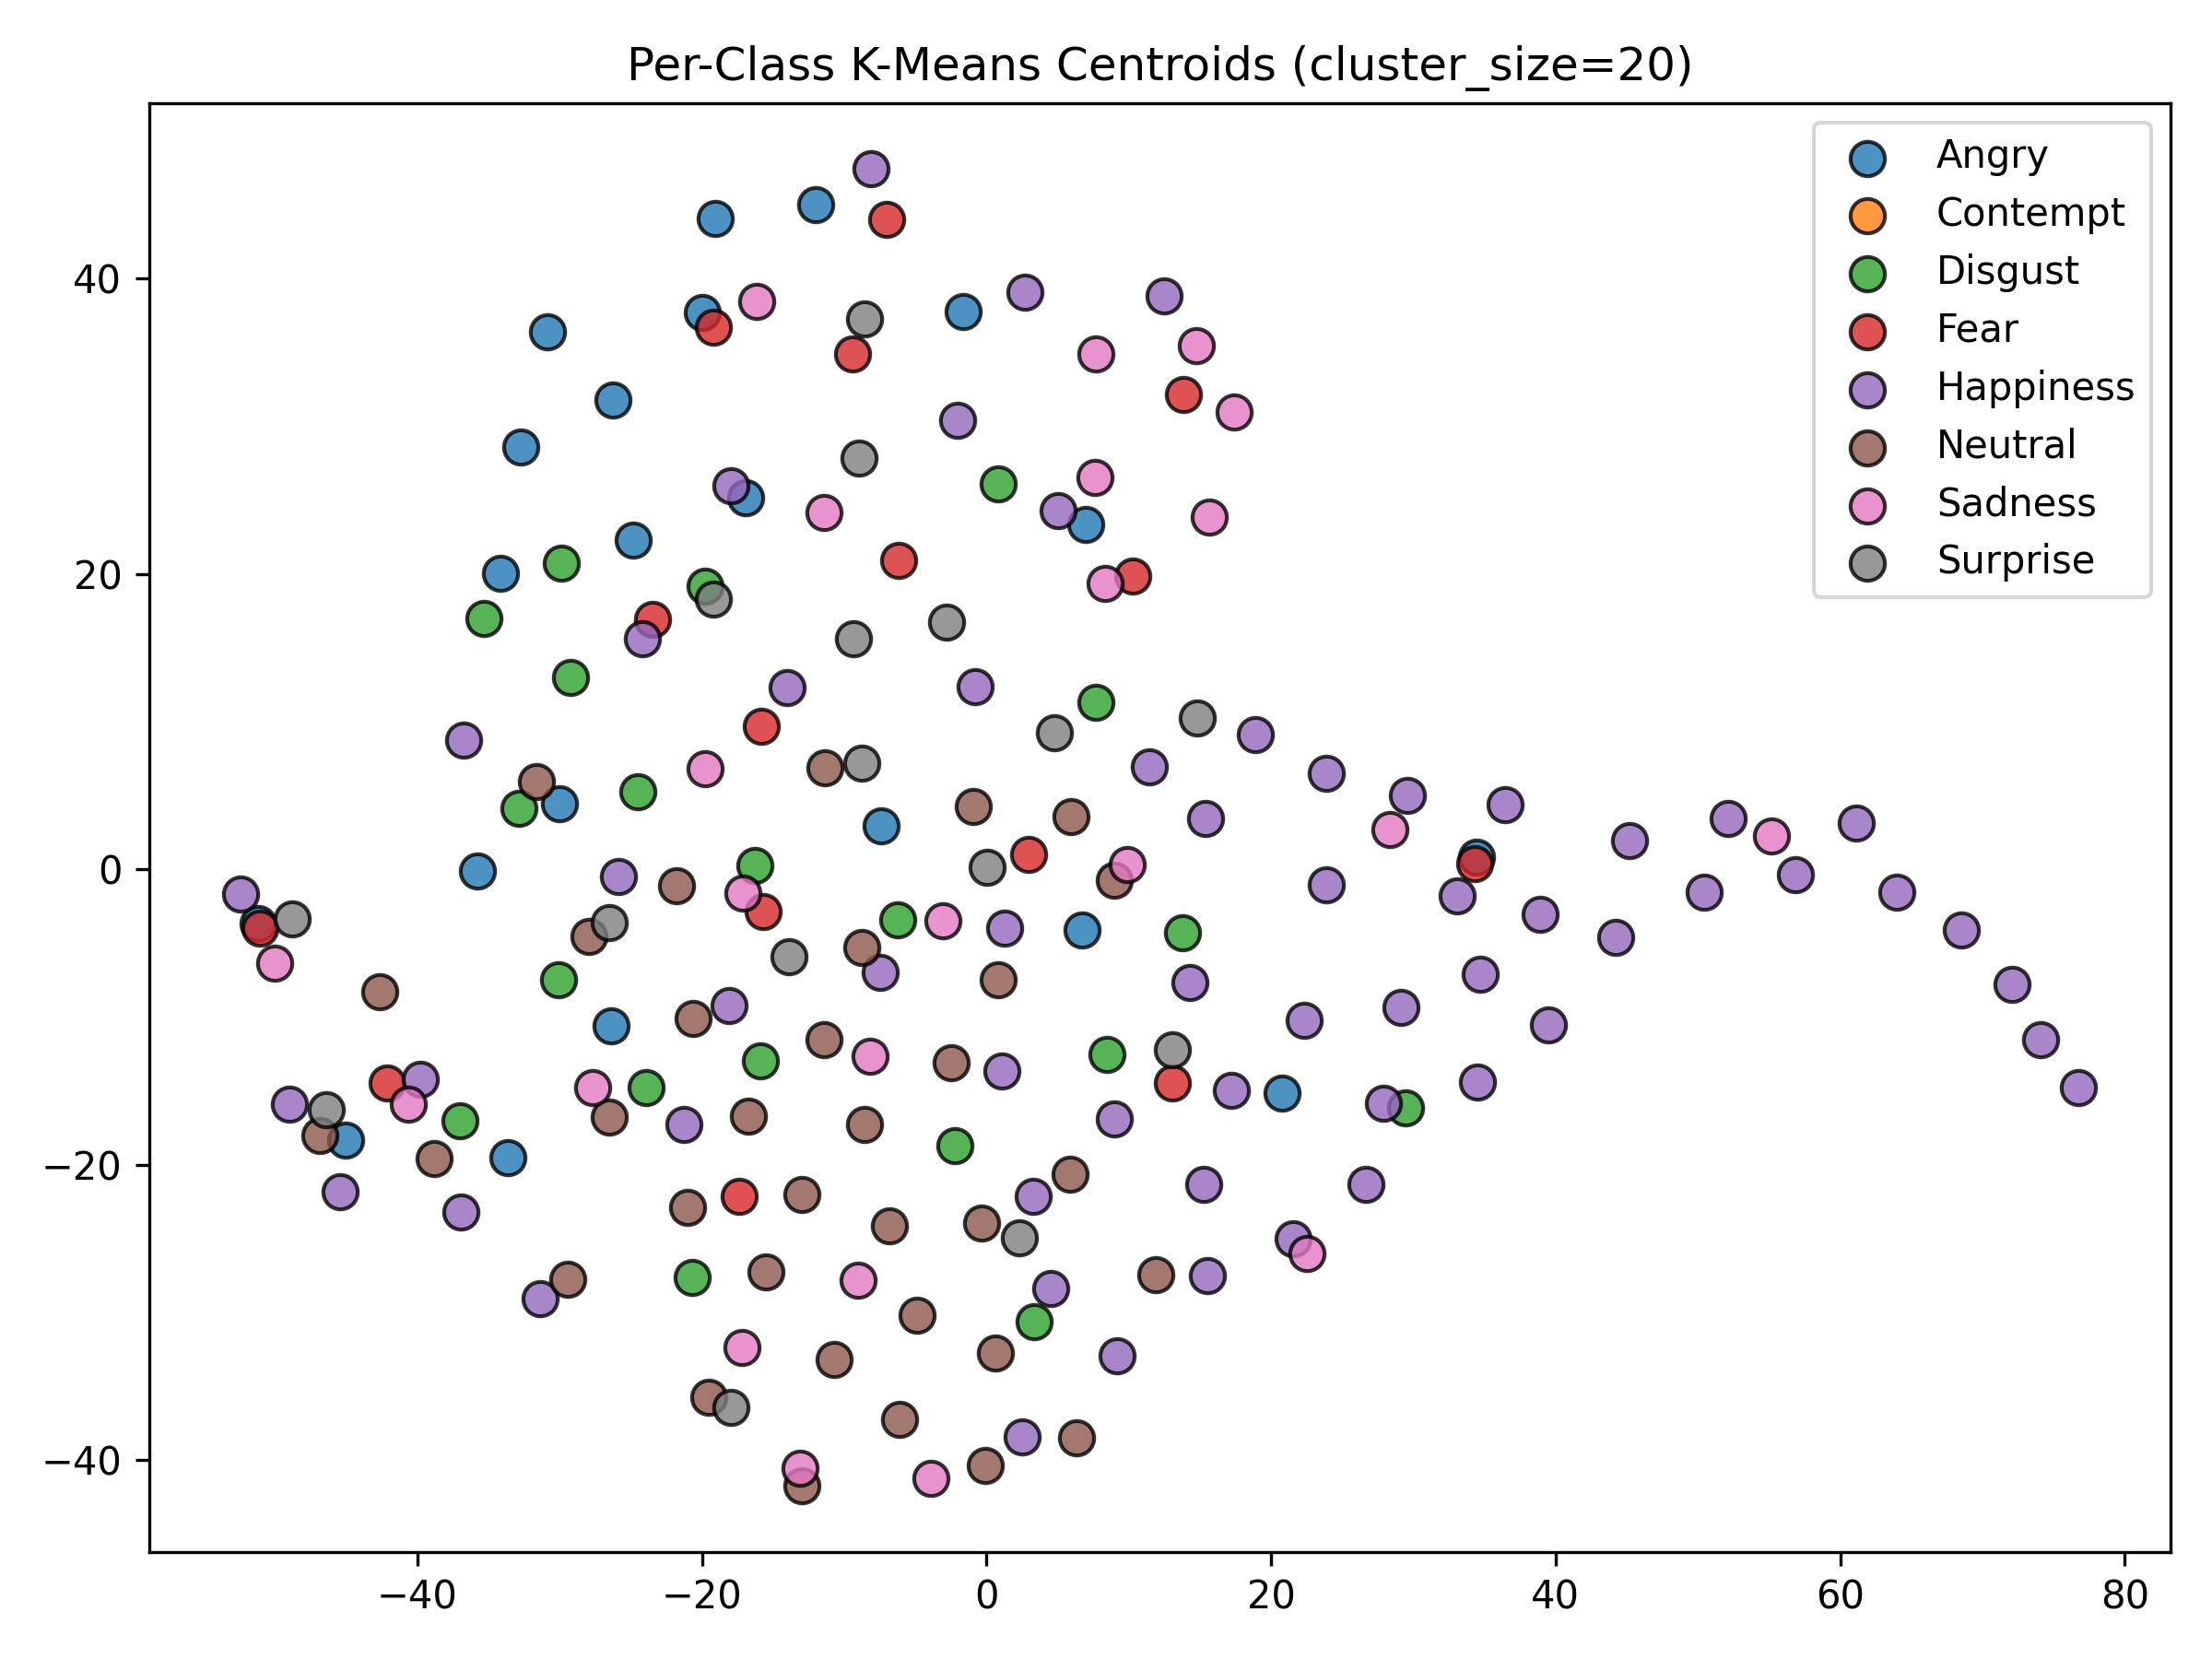 Per-Class K-Means Centroids (cluster_size=20)
Angry
Contempt
Disgust
Fear
Happiness
Neutral
Sadness
Surprise
40
20
0
−20
−40
−40
−20
0
20
40
60
80